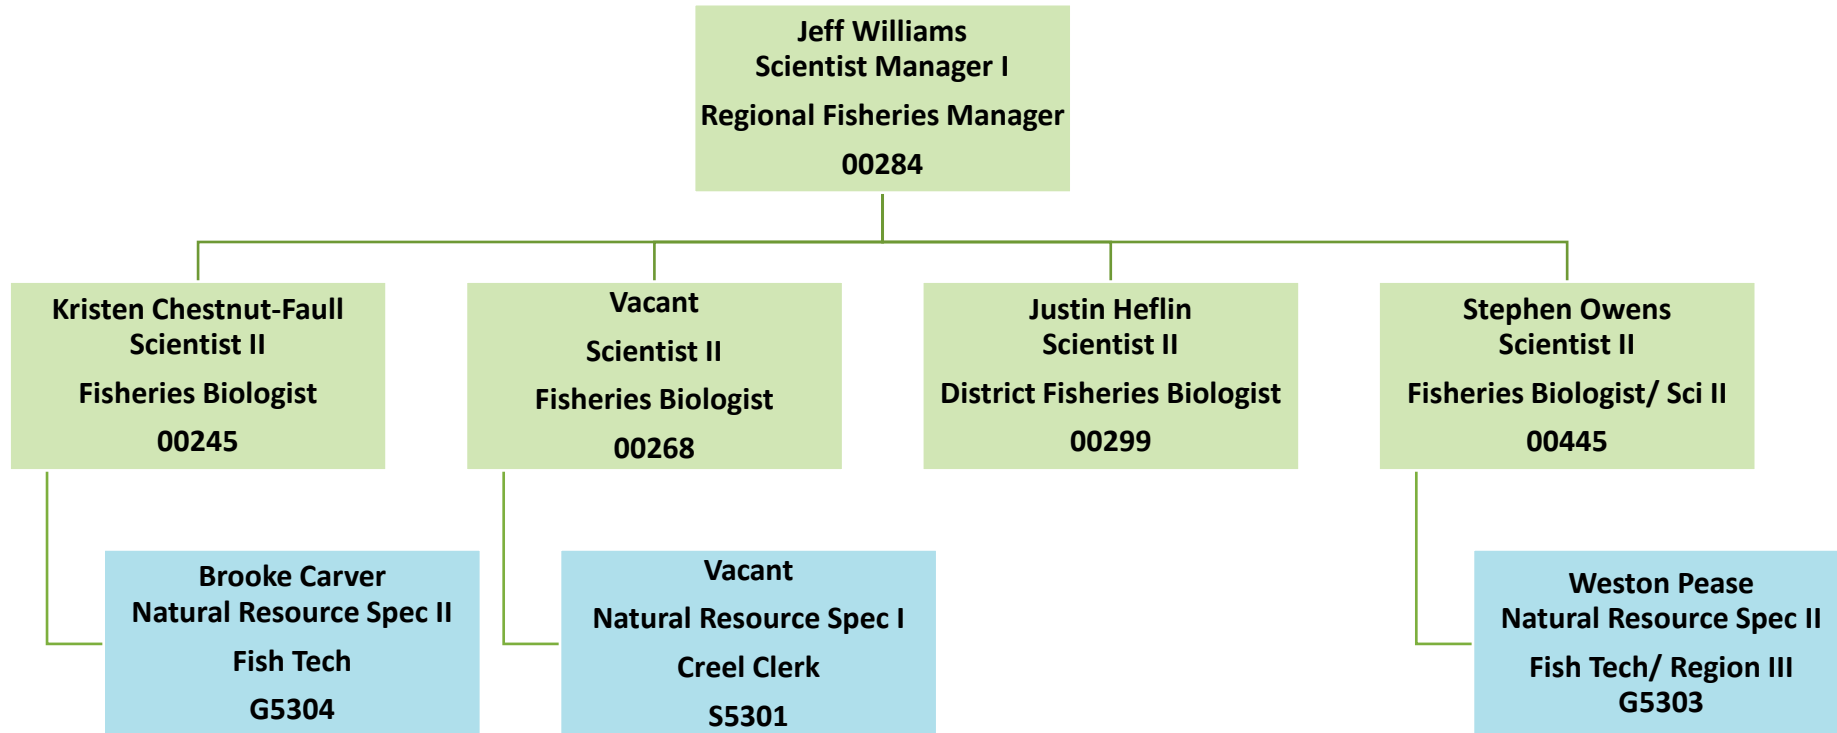 Jeff Williams
Scientist Manager I
Regional Fisheries Manager
00284
Kristen Chestnut-Faull
Scientist II
Fisheries Biologist
00245
Vacant
Scientist II
Fisheries Biologist
00268
Justin Heflin
Scientist II
District Fisheries Biologist
00299
Stephen Owens
Scientist II
Fisheries Biologist/ Sci II
00445
Brooke Carver
Natural Resource Spec II
Fish Tech
G5304
Vacant
Natural Resource Spec I
Creel Clerk
S5301
Weston Pease
Natural Resource Spec II
Fish Tech/ Region III
G5303